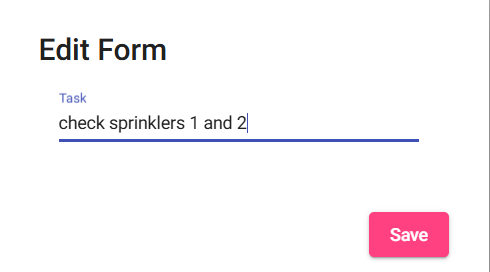 Edit Form
Task
check sprinklers 1 and 2
Save